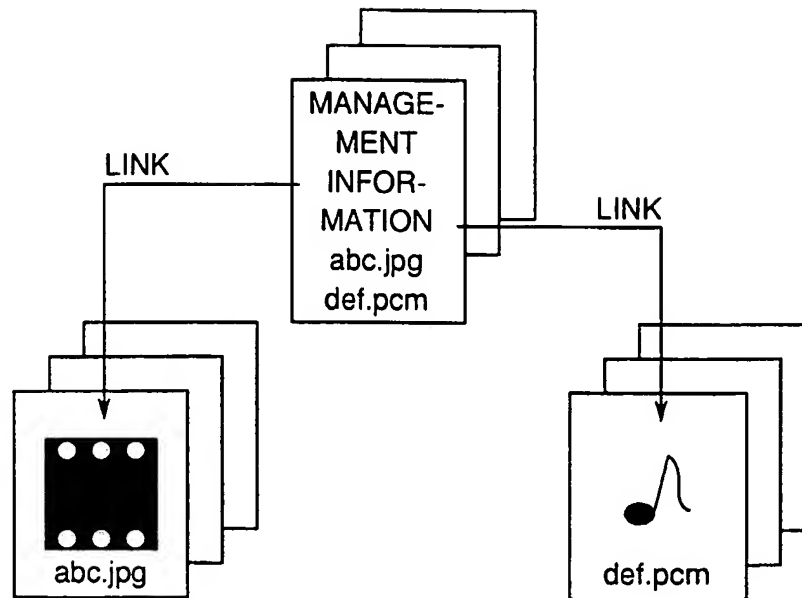 MANAGE-
MENT
INFOR-
MATION
abc.jpg
def.pcm
LINK
LINK
abc.jpg
def.pcm